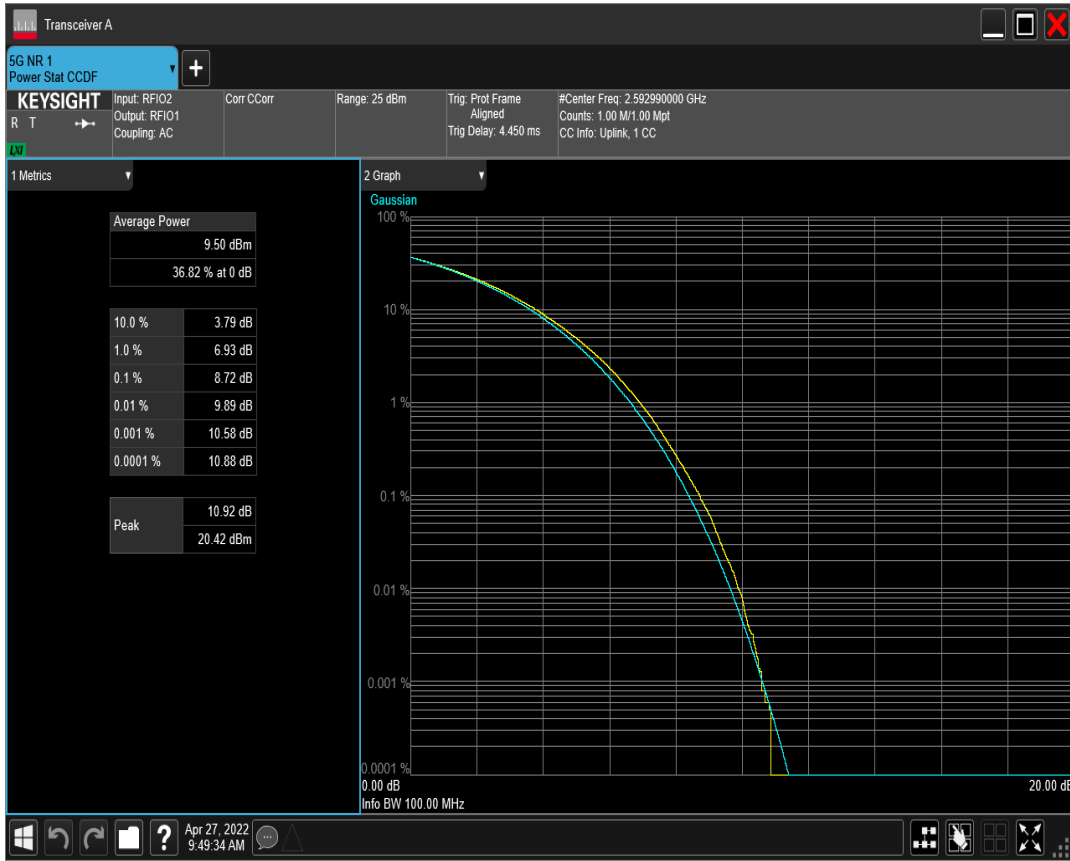 Transceiver A
5G NR 1
Power Stat CCDF
KEYSIGHT
R T
LXI
Input: RFIO2
Output: RFIO1
Coupling: AC
Corr CCorr
Range: 25 dBm
Trig: Prot Frame
Aligned
Trig Delay: 4.450 ms
#Center Freq: 2.592990000 GHz
Counts: 1.00 M/1.00 Mpt
CC Info: Uplink, 1 CC
1 Metrics
Average Power
9.50 dBm
36.82 % at 0 dB
10.0 % 3.79 dB
1.0 % 6.93 dB
0.1 % 8.72 dB
0.01 % 9.89 dB
0.001 % 10.58 dB
0.0001 % 10.88 dB
Peak
10.92 dB
20.42 dBm
2 Graph
Gaussian
100 %
10 %
1 %
0.1 %
0.01 %
0.001 %
0.0001 %
0.00 dB 20.00 dB
Info BW 100.00 MHz
? Apr 27, 2022
9:49:34 AM